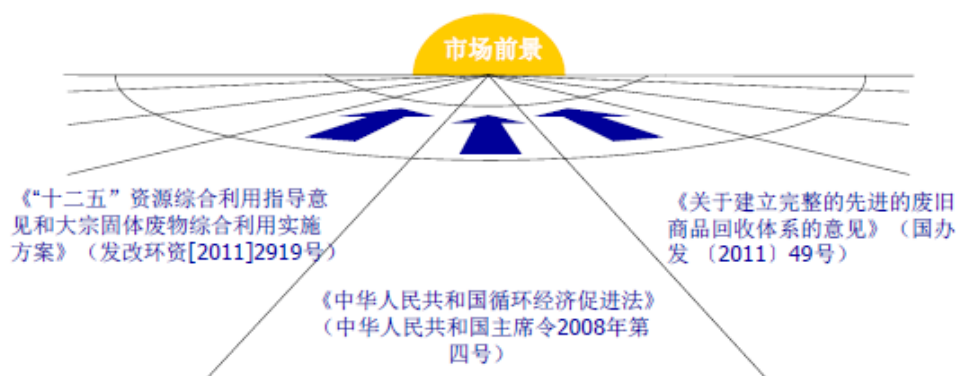 市场前景
《“十二五”资源综合利用指导意
见和大宗固体废物综合利用实施
方案》（发改环资[2011]2919号）
《关于建立完整的先进的废旧
商品回收体系的意见》（国办
发 〔2011〕49号）
《中华人民共和国循环经济促进法》
（中华人民共和国主席令2008年第
四号）